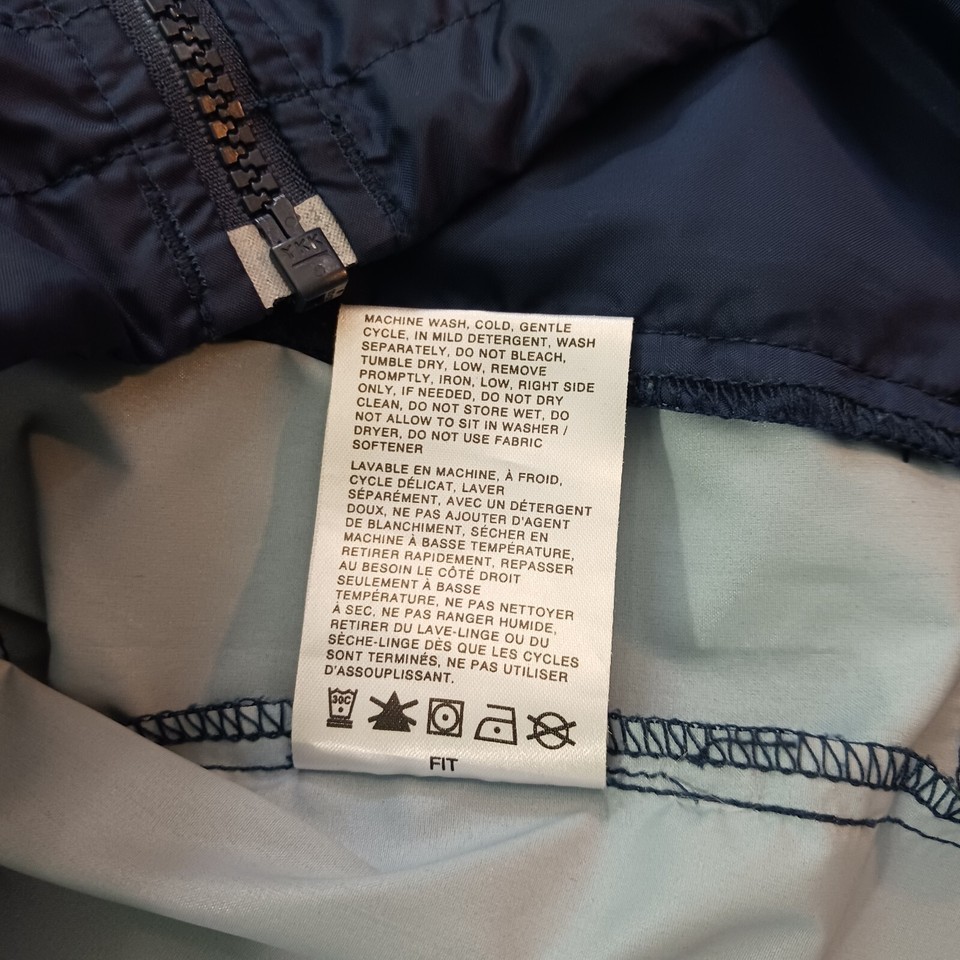 YKK
MACHINE WASH, COLD, GENTLE
CYCLE, IN MILD DETERGENT, WASH
SEPARATELY, DO NOT BLEACH,
TUMBLE DRY, LOW, REMOVE
PROMPTLY, IRON, LOW, RIGHT SIDE
ONLY, IF NEEDED, DO NOT DRY
CLEAN, DO NOT STORE WET, DO
NOT ALLOW TO SIT IN WASHER /
DRYER, DO NOT USE FABRIC
SOFTENER
LAVABLE EN MACHINE, À FROID,
CYCLE DÉLICAT, LAVER
SÉPARÉMENT, AVEC UN DÉTERGENT
DOUX, NE PAS AJOUTER D'AGENT
DE BLANCHIMENT, SÉCHER EN
MACHINE À BASSE TEMPÉRATURE,
RETIRER RAPIDEMENT, REPASSER
AU BESOIN LE CÔTÉ DROIT
SEULEMENT À BASSE
TEMPÉRATURE, NE PAS NETTOYER
À SEC, NE PAS RANGER HUMIDE,
RETIRER DU LAVE-LINGE OU DU
SÈCHE-LINGE DÈS QUE LES CYCLES
SONT TERMINÉS, NE PAS UTILISER
D'ASSOUPLISSANT.
30C
FIT